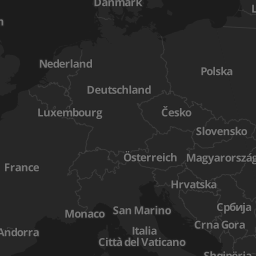 Danmark
Nederland
Polska
Deutschland
Luxembourg
Česko
Slovensko
Österreich
Magyarország
France
Hrvatska
Србија
Monaco
San Marino
Crna Gora
Andorra
Italia
Città del Vaticano
Shqipëria